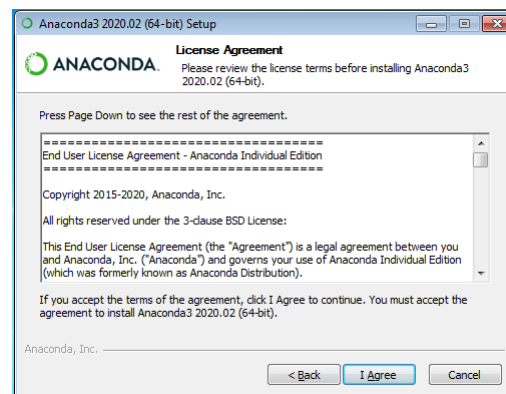 Anaconda3 2020.02 (64-bit) Setup
ANACONDA.
License Agreement
Please review the license terms before installing Anaconda3
2020.02 (64-bit).
Press Page Down to see the rest of the agreement.
===================================
End User License Agreement - Anaconda Individual Edition
===================================
Copyright 2015-2020, Anaconda, Inc.
All rights reserved under the 3-clause BSD License:
This End User License Agreement (the "Agreement") is a legal agreement between you
and Anaconda, Inc. ("Anaconda") and governs your use of Anaconda Individual Edition
(which was formerly known as Anaconda Distribution).
If you accept the terms of the agreement, click I Agree to continue. You must accept the
agreement to install Anaconda3 2020.02 (64-bit).
Anaconda, Inc.
< Back
I Agree
Cancel